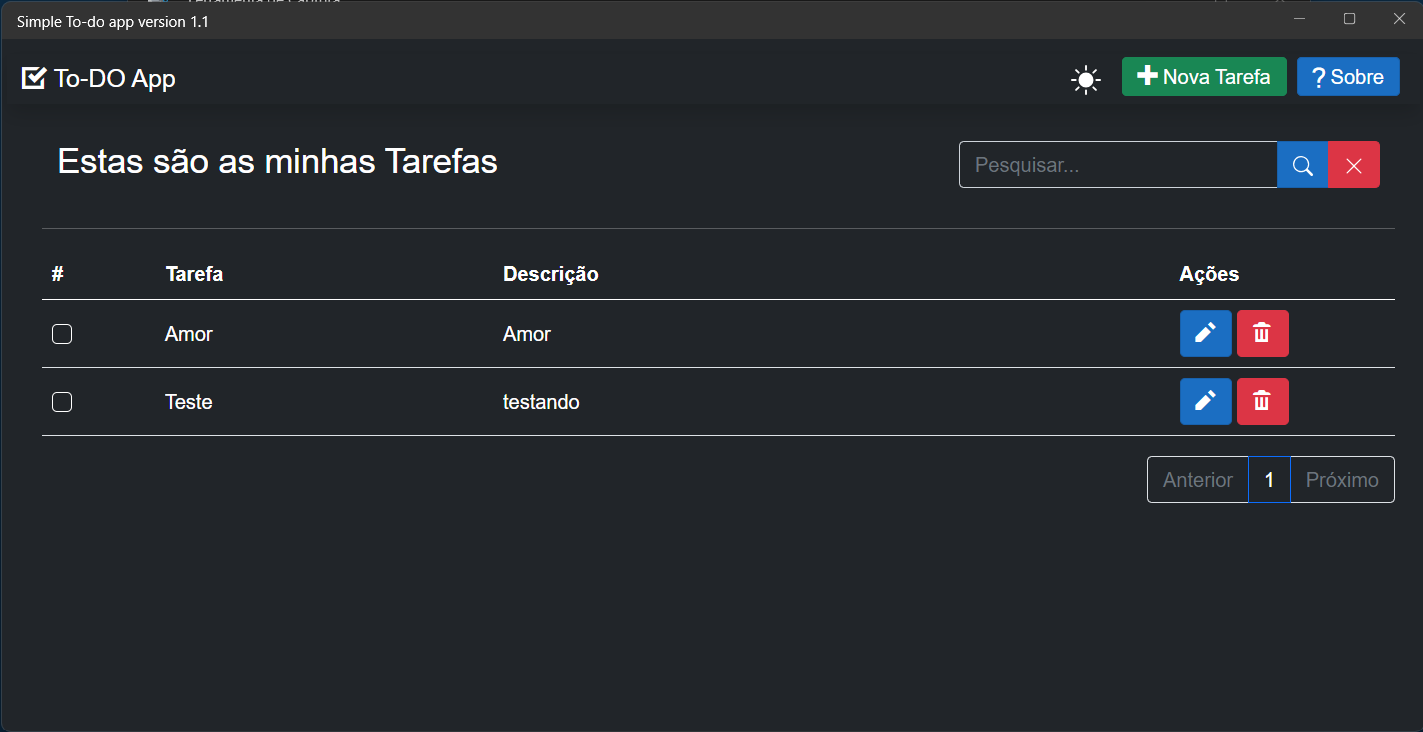 Simple To-do app version 1.1
To-DO App
Nova Tarefa
? Sobre
Estas são as minhas Tarefas
Pesquisar...
# Tarefa Descrição Ações
Amor Amor
Teste testando
Anterior 1 Próximo